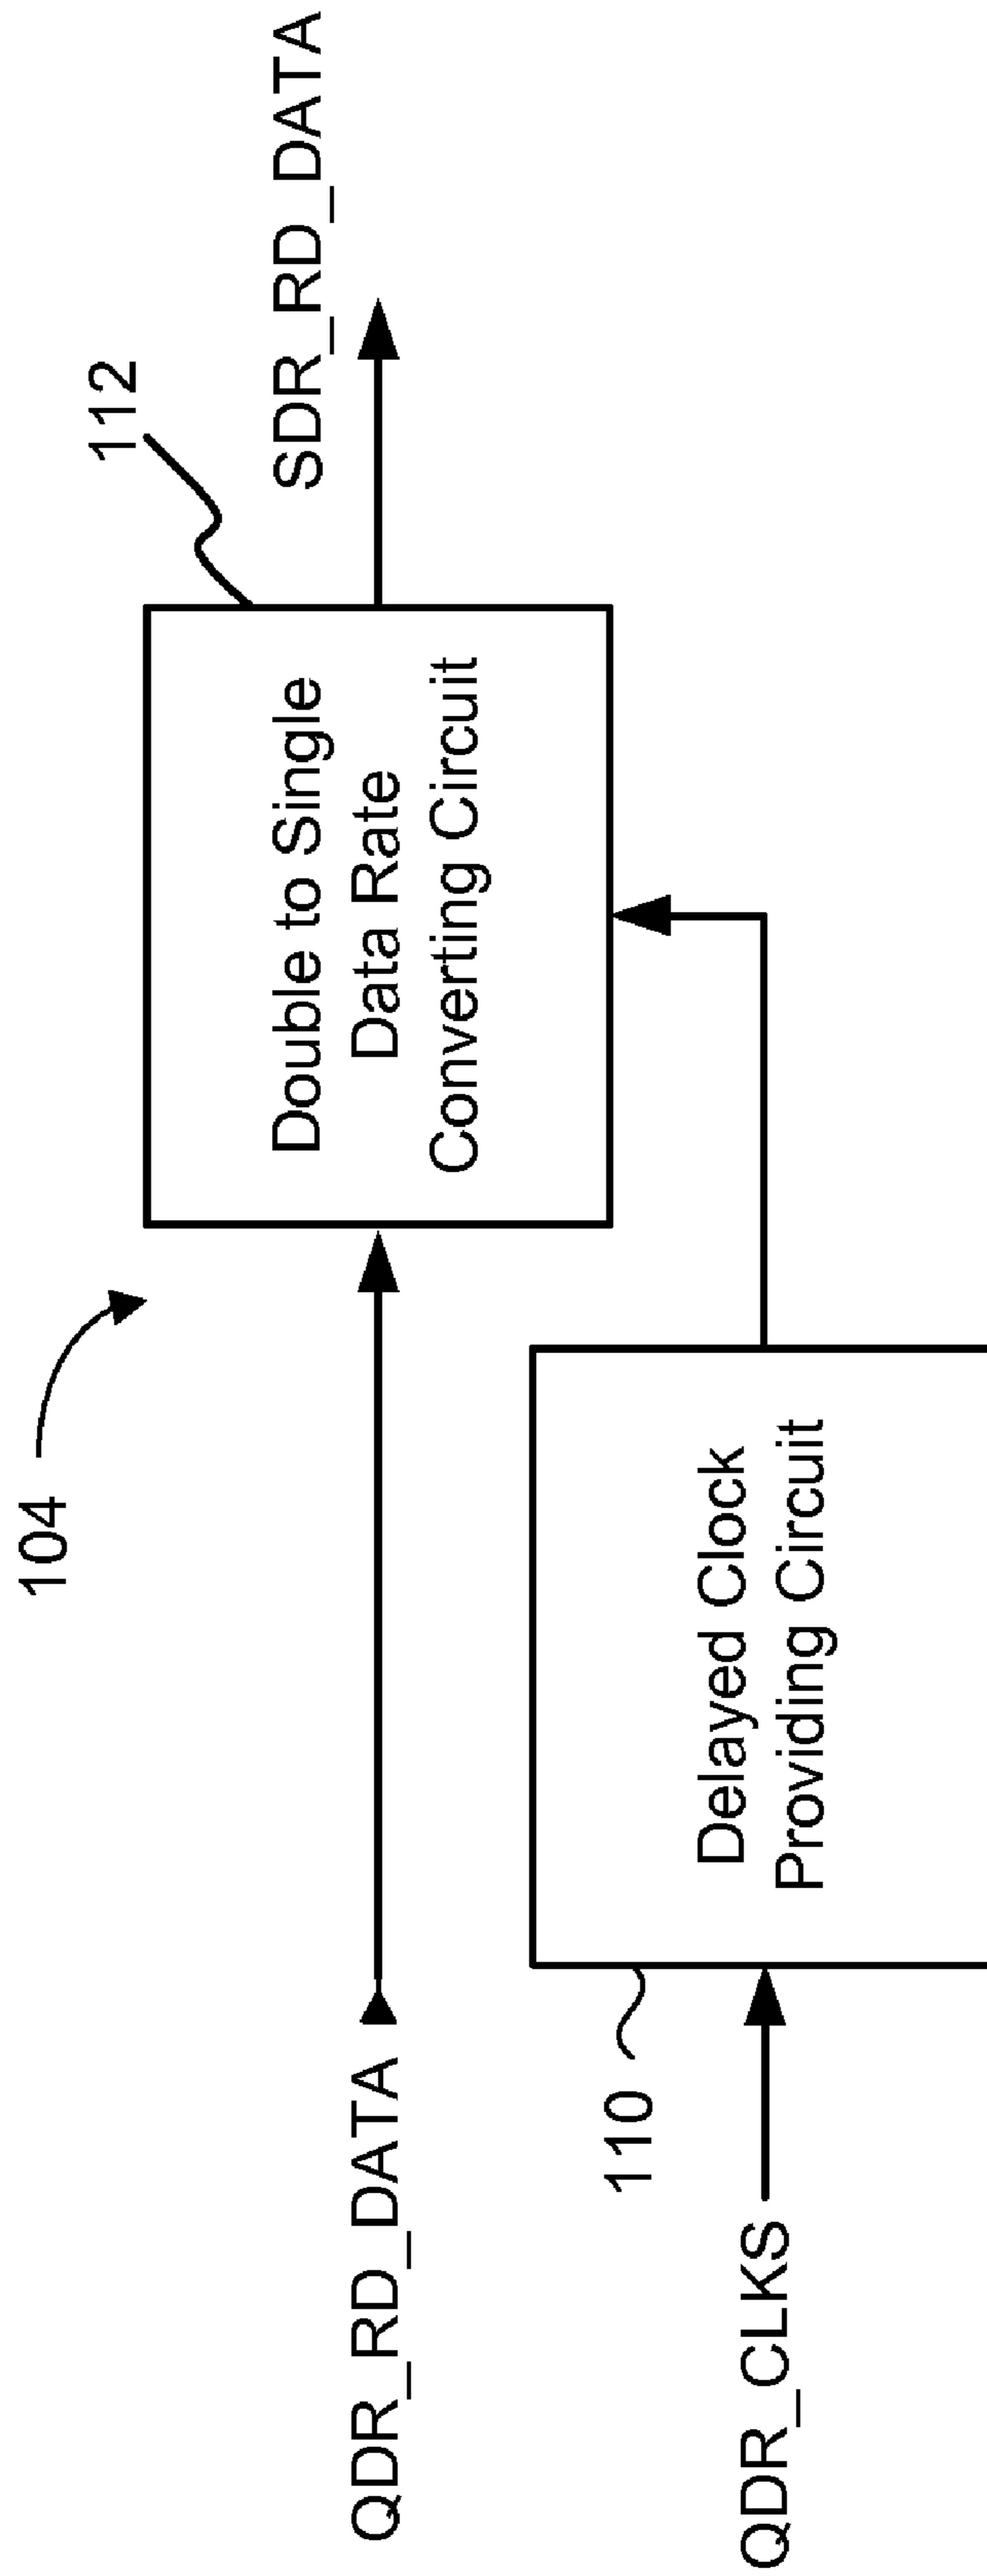 104
112
QDR_RD_DATA
Double to Single
Data Rate
Converting Circuit
SDR_RD_DATA
110
QDR_CLKS
Delayed Clock
Providing Circuit